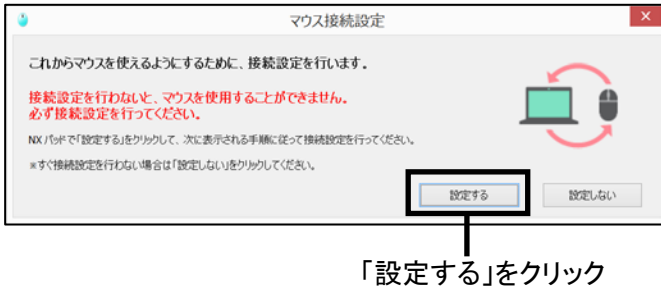 マウス接続設定
×
これからマウスを使えるようにするために、接続設定を行います。
接続設定を行わないと、マウスを使用することができません。
必ず接続設定を行ってください。
NXパッドで「設定する」をクリックして、次に表示される手順に従って接続設定を行ってください。
※すぐ接続設定を行わない場合は「設定しない」をクリックしてください。
設定する 設定しない
「設定する」をクリック